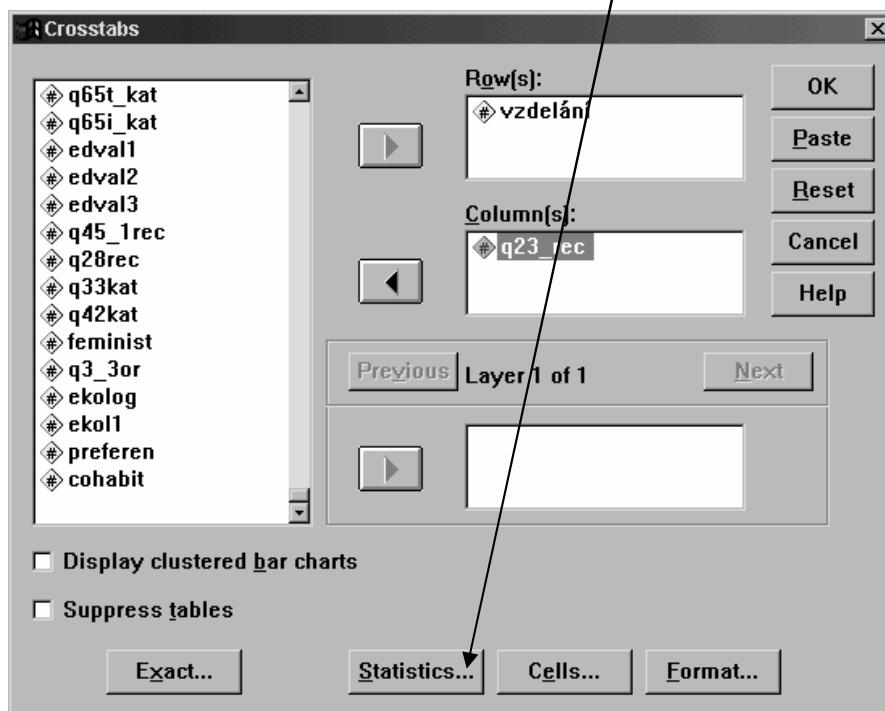 Crosstabs
q65t_kat
q65i_kat
edval1
edval2
edval3
q45_1rec
q28rec
q33kat
q42kat
feminist
q3_3or
ekolog
ekol1
preferen
cohabit
Row(s):
vzdelání
Column(s):
q23_rec
Previous
Layer 1 of 1
Next
OK
Paste
Reset
Cancel
Help
Display clustered bar charts
Suppress tables
Exact...
Statistics...
Cells...
Format...